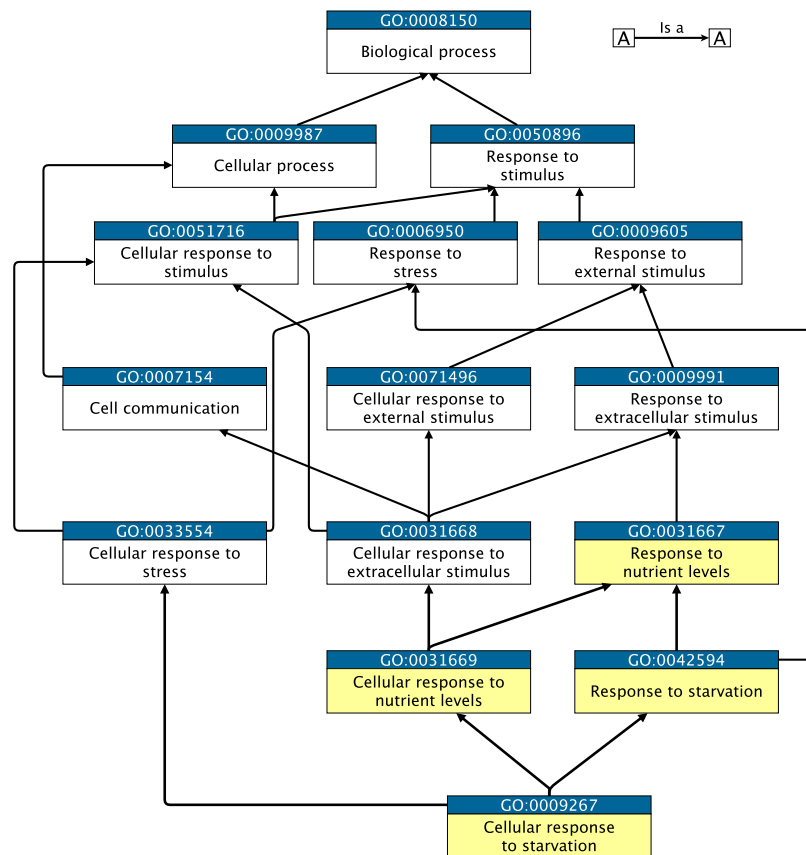 GO:0008150
Biological process
A Is a A
GO:0009987
Cellular process
GO:0050896
Response to
stimulus
GO:0051716
Cellular response to
stimulus
GO:0006950
Response to
stress
GO:0009605
Response to
external stimulus
GO:0007154
Cell communication
GO:0071496
Cellular response to
external stimulus
GO:0009991
Response to
extracellular stimulus
GO:0033554
Cellular response to
stress
GO:0031668
Cellular response to
extracellular stimulus
GO:0031667
Response to
nutrient levels
GO:0031669
Cellular response to
nutrient levels
GO:0042594
Response to starvation
GO:0009267
Cellular response
to starvation